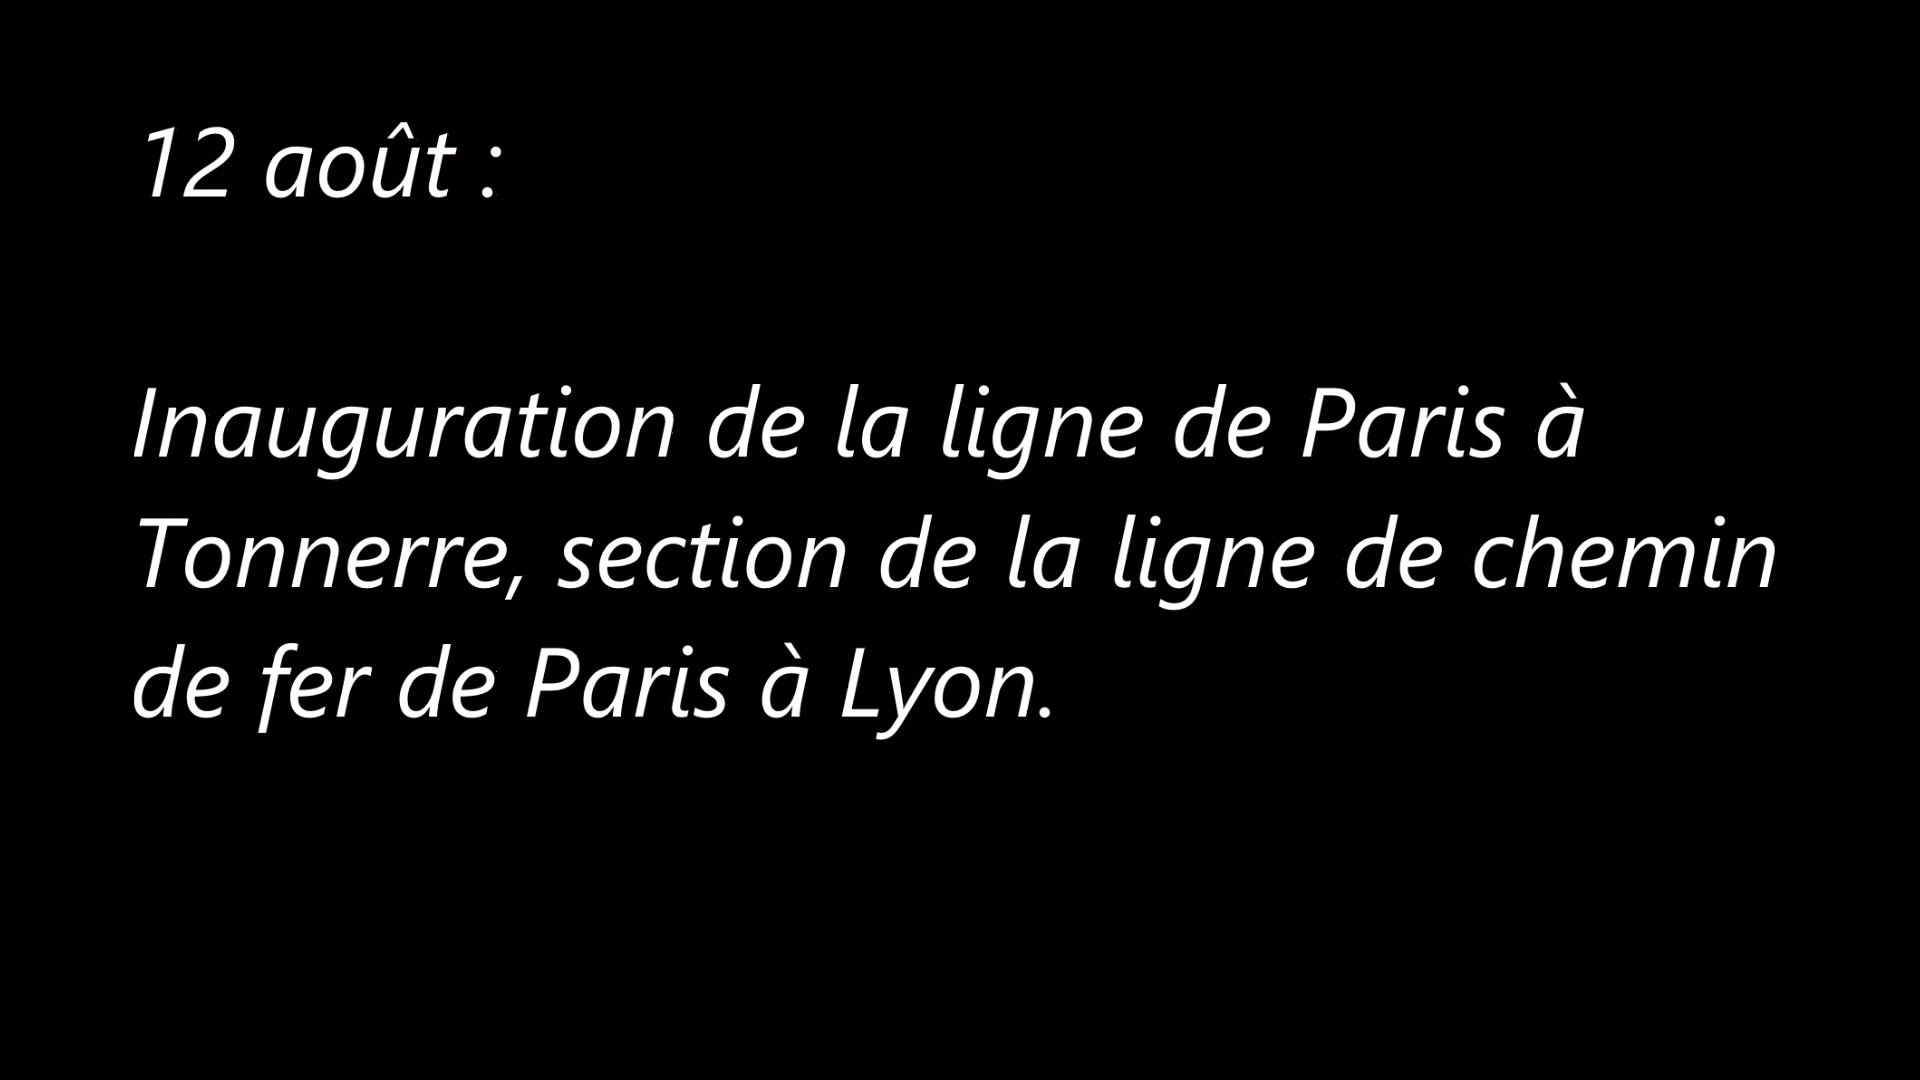 12 août :
Inauguration de la ligne de Paris à
Tonnerre, section de la ligne de chemin
de fer de Paris à Lyon.